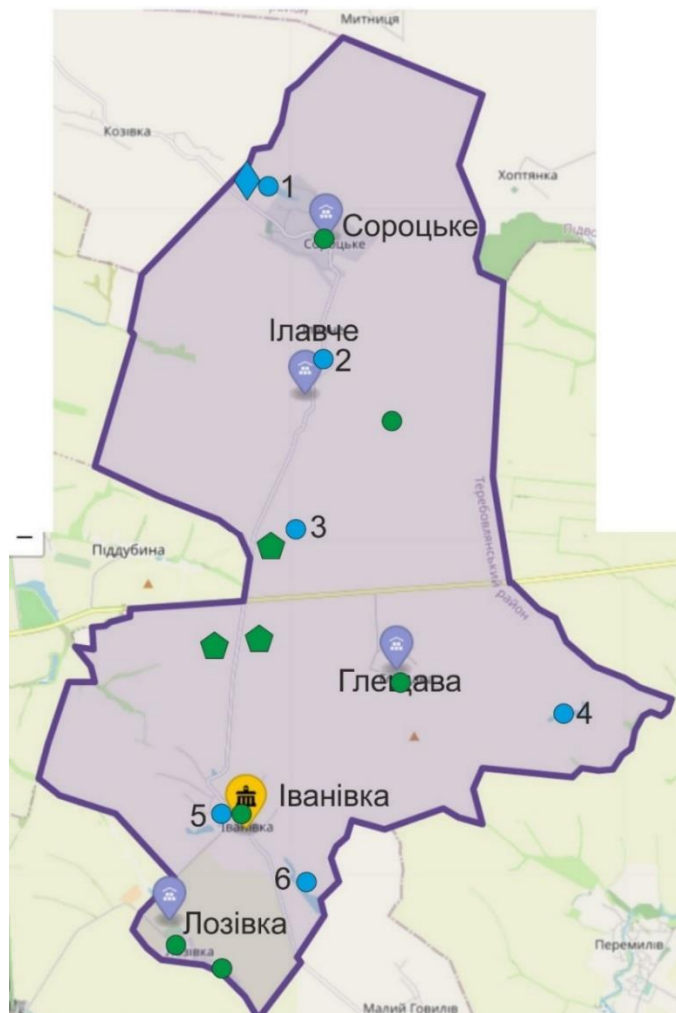 Митниця
Козівка
Хоптянка
1
Сороцьке
Сороцьке
Підво
Ілавче
2
3
Піддубина
Теребовлянський район
Глещава
4
Іванівка
5
Іванівка
6
Лозівка
Лозівка
Перемилів
Малий Говилів